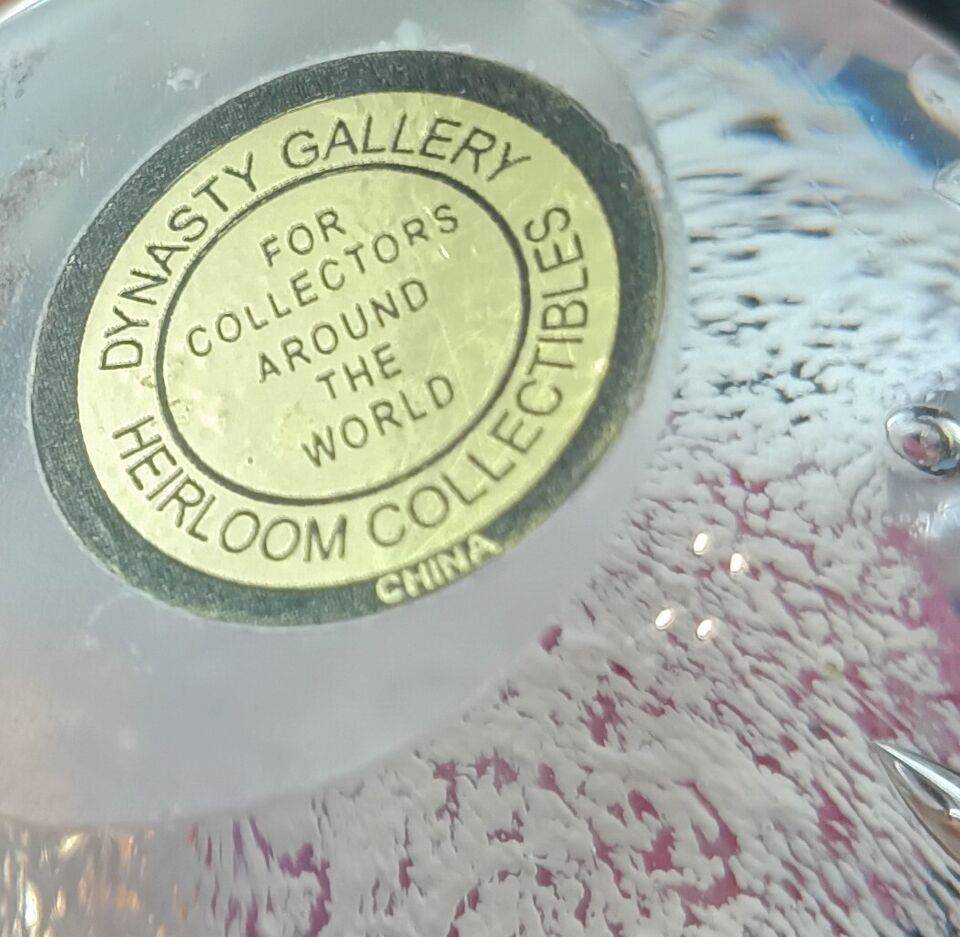 DYNASTY GALLERY
FOR
COLLECTORS
AROUND
THE
WORLD
HEIRLOOM COLLECTIBLES
CHINA